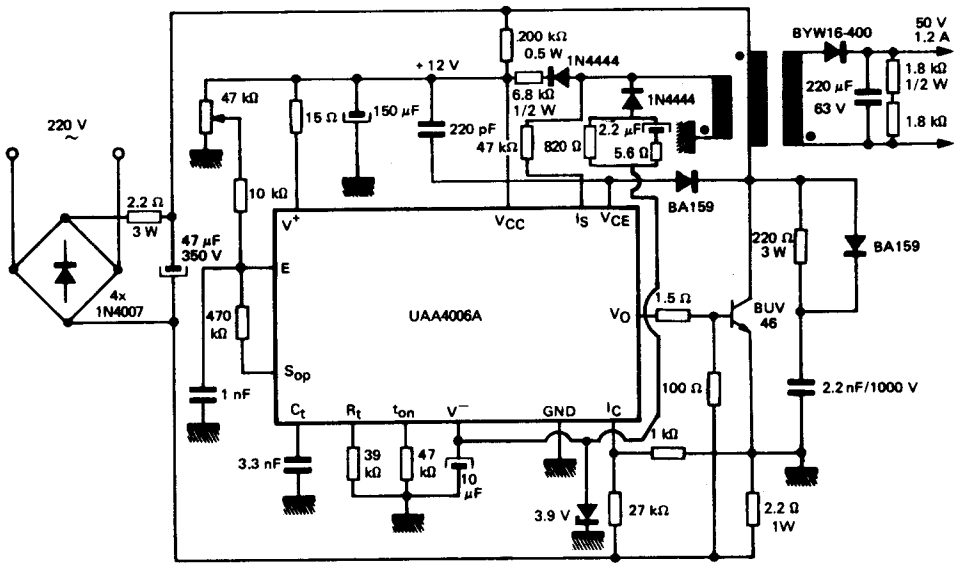 50 V
1.2 A
BYW16-400
.200 kΩ
0.5 W
1N4444
+ 12 V
1.8 kΩ
1/2 W
220 µF
63 V
1.8 kΩ
6.8 kΩ
1/2 W
1N4444
47 kΩ
15 Ω
150 µF
220 pF
47 kΩ
820 Ω
2.2 µF
5.6 Ω
220 V
~
10 kΩ
BA159
2.2 Ω
3 W
V+
VCC
IS
VCE
47 µF
350 V
220 Ω
3 W
BA159
E
4x
1N4007
UAA4006A
1.5 Ω
VO
BUV
46
470
kΩ
Sop
1 nF
100 Ω
2.2 nF/1000 V
Ct
Rt
ton
V−
GND
IC
1 kΩ
3.3 nF
39
kΩ
47
kΩ
10
µF
3.9 V
27 kΩ
2.2 Ω
1W